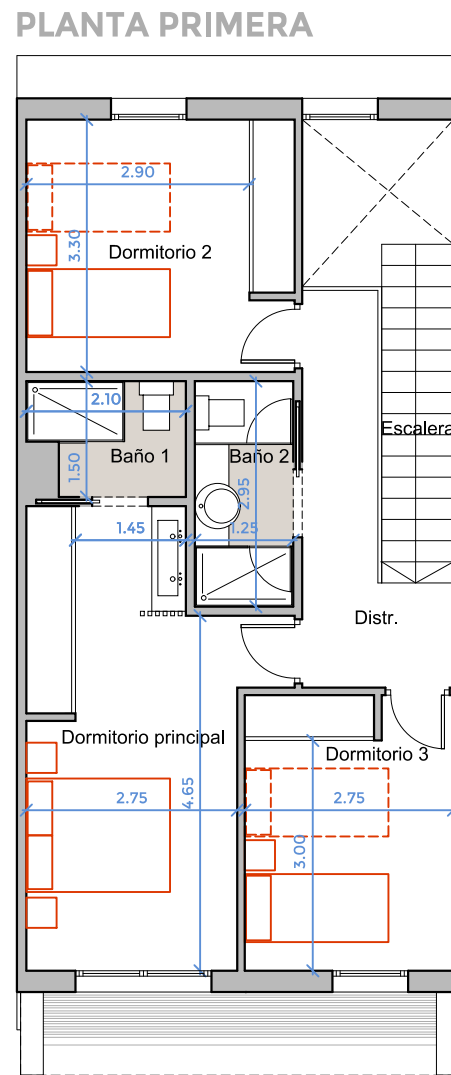 PLANTA PRIMERA
2.90
3.30
Dormitorio 2
2.10
1.50
Baño 1
Baño 2
2.95
Escalera
1.45
1.25
Distr.
Dormitorio principal
Dormitorio 3
2.75
4.65
2.75
3.00